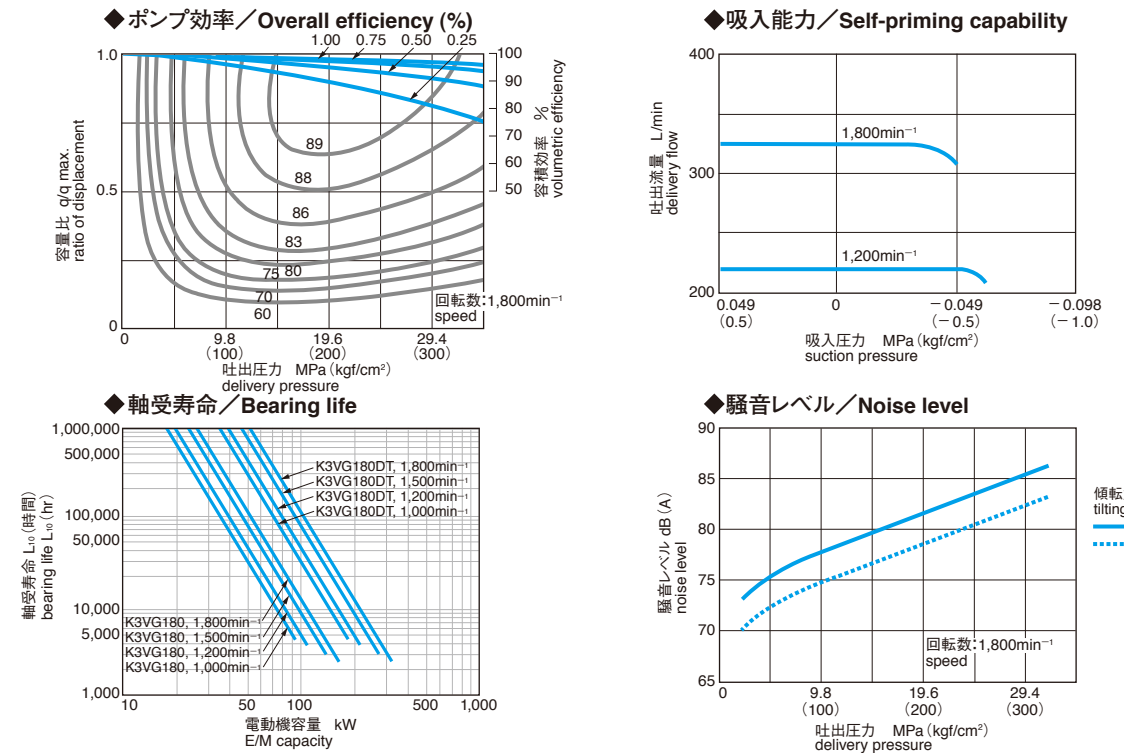 ◆ポンプ効率／Overall efficiency (%)
1.00 0.75 0.50 0.25
1.0
0.5
0
容量比 q/q max.
ratio of displacement
100
90
80
70
60
50
容積効率 %
volumetric efficiency
89
88
86
83
75 80
70
60
回転数:1,800min⁻¹
speed
0 9.8 19.6 29.4
(100) (200) (300)
吐出圧力 MPa(kgf/cm²)
delivery pressure
◆吸入能力／Self-priming capability
400
300
200
吐出流量 L/min
delivery flow
1,800min⁻¹
1,200min⁻¹
0.049 0 −0.049 −0.098
(0.5) (−0.5) (−1.0)
吸入圧力 MPa(kgf/cm²)
suction pressure
◆軸受寿命／Bearing life
1,000,000
500,000
100,000
50,000
10,000
5,000
1,000
軸受寿命 L₁₀(時間)
bearing life L₁₀(hr)
K3VG180DT, 1,800min⁻¹
K3VG180DT, 1,500min⁻¹
K3VG180DT, 1,200min⁻¹
K3VG180DT, 1,000min⁻¹
K3VG180, 1,800min⁻¹
K3VG180, 1,500min⁻¹
K3VG180, 1,200min⁻¹
K3VG180, 1,000min⁻¹
10 50 100 500 1,000
電動機容量 kW
E/M capacity
◆騒音レベル／Noise level
90
85
80
75
70
65
騒音レベル dB(A)
noise level
傾転
tilting
回転数:1,800min⁻¹
speed
0 9.8 19.6 29.4
(100) (200) (300)
吐出圧力 MPa(kgf/cm²)
delivery pressure